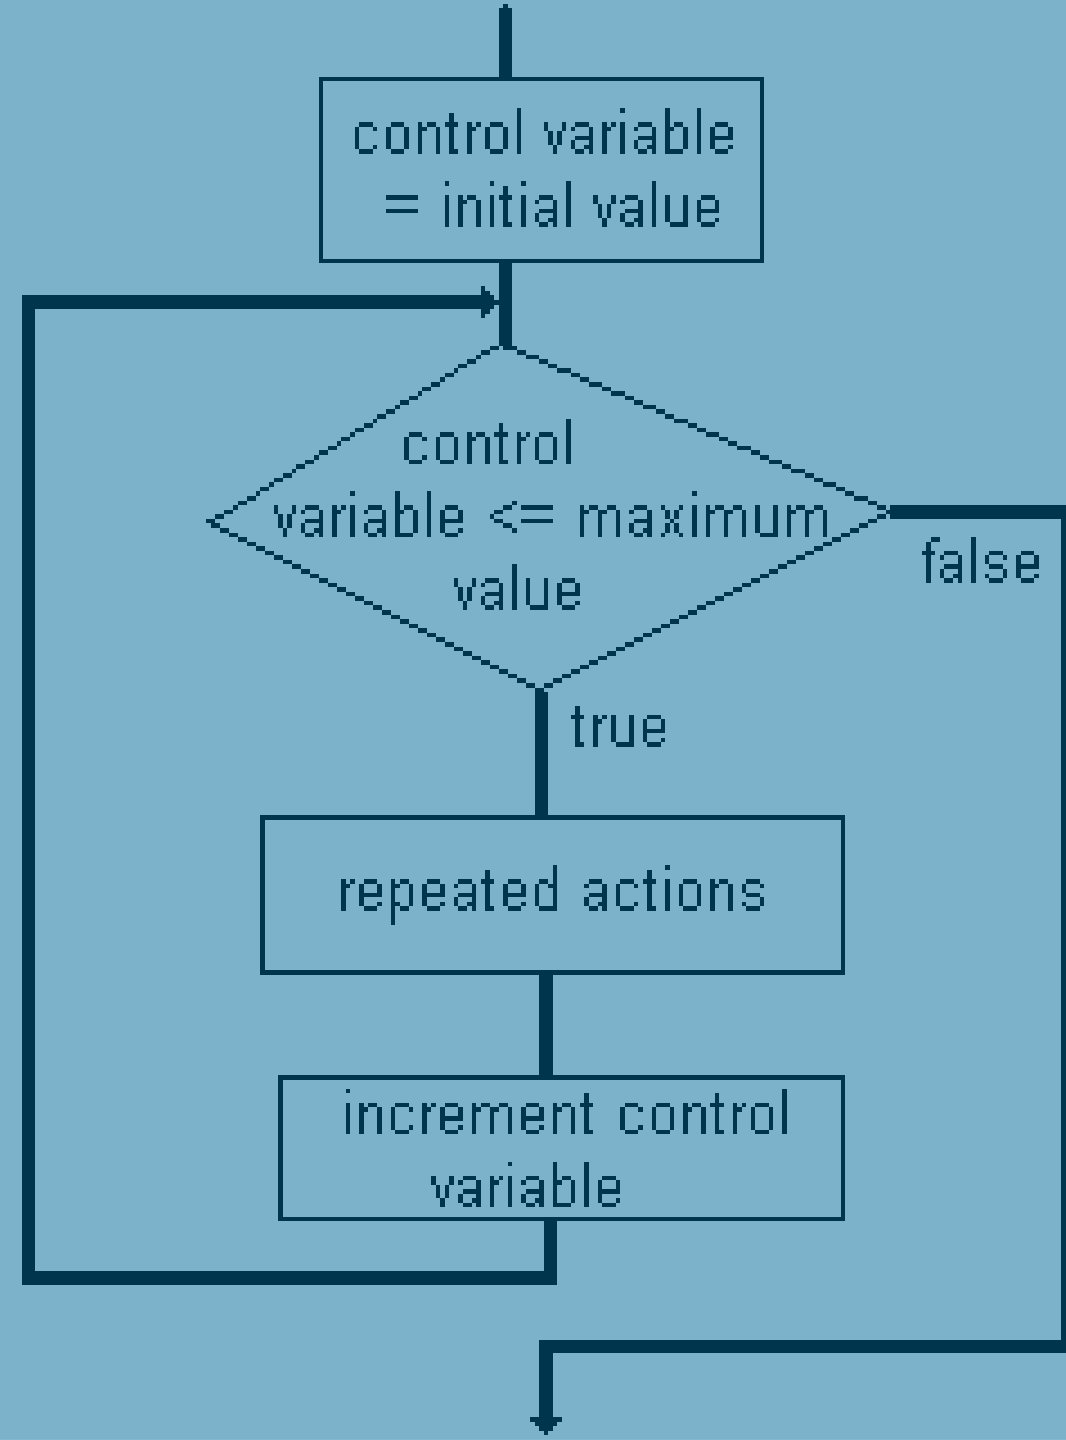 control variable
= initial value
control
variable <= maximum
value
false
true
repeated actions
increment control
variable